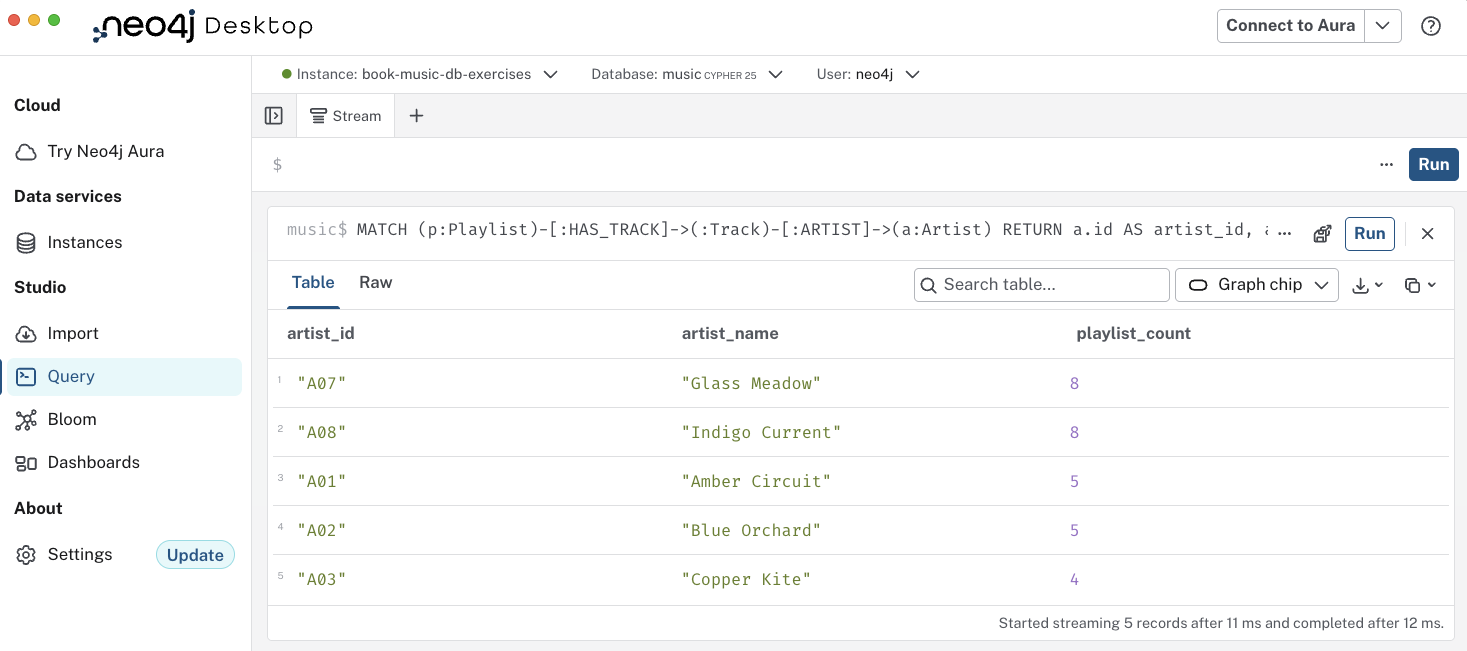 neo4j Desktop
Connect to Aura
Instance: book-music-db-exercises
Database: music CYPHER 25
User: neo4j
Cloud
Try Neo4j Aura
Data services
Instances
Studio
Import
Query
Bloom
Dashboards
About
Settings
Update
Stream
$
Run
music$ MATCH (p:Playlist)-[:HAS_TRACK]->(:Track)-[:ARTIST]->(a:Artist) RETURN a.id AS artist_id, ...
Run
Table Raw
Search table...
Graph chip
artist_id artist_name playlist_count
1 "A07" "Glass Meadow" 8
2 "A08" "Indigo Current" 8
3 "A01" "Amber Circuit" 5
4 "A02" "Blue Orchard" 5
5 "A03" "Copper Kite" 4
Started streaming 5 records after 11 ms and completed after 12 ms.